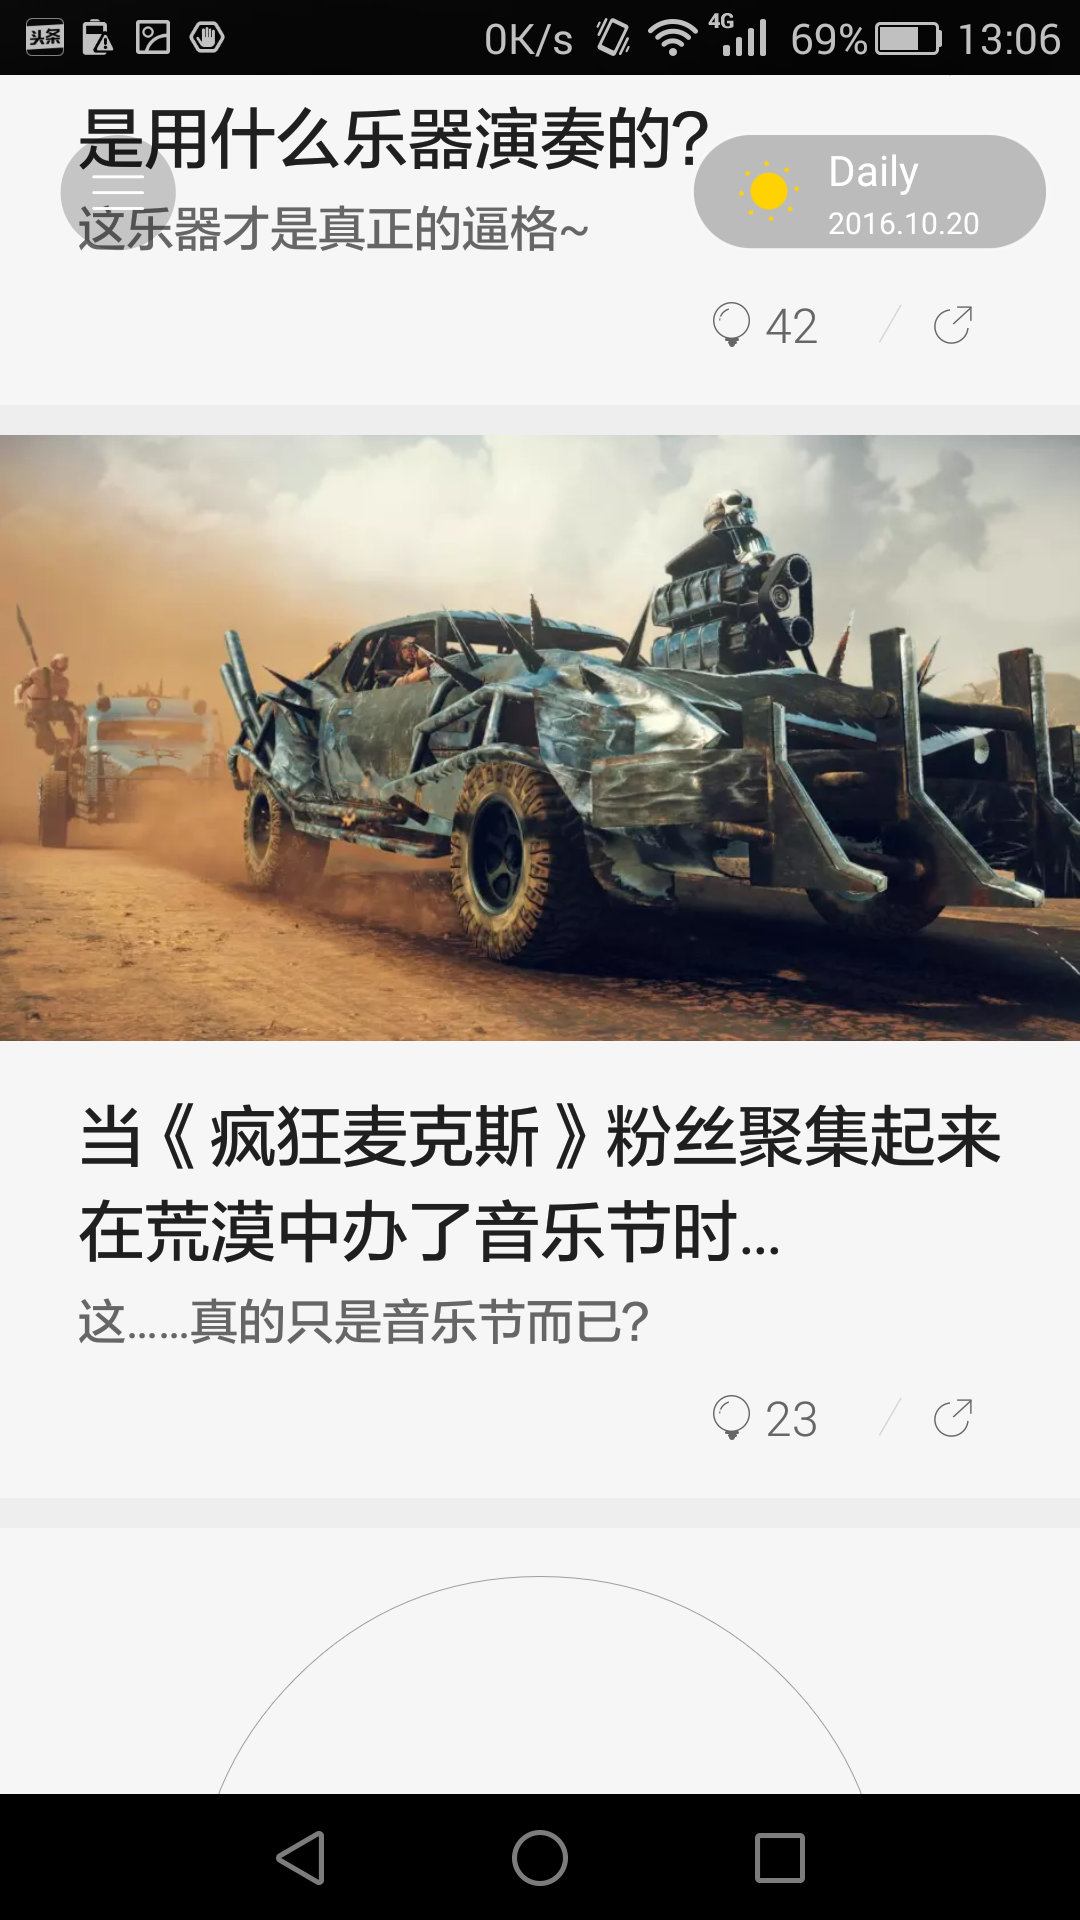 头条
0K/s
4G
69%
13:06
是用什么乐器演奏的?
这乐器才是真正的逼格~
Daily
2016.10.20
42
当《疯狂麦克斯》粉丝聚集起来
在荒漠中办了音乐节时...
这......真的只是音乐节而已?
23